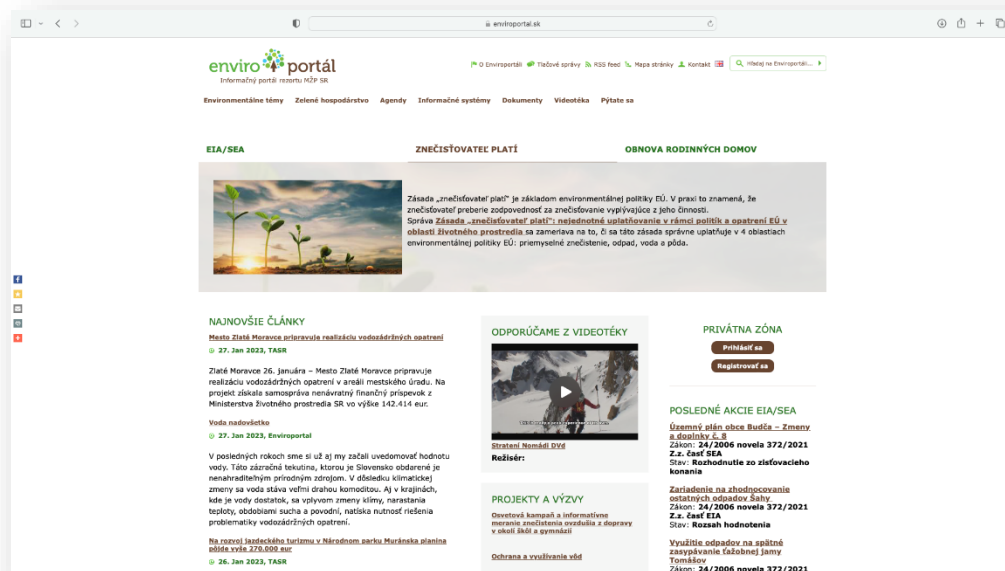 enviroportal.sk
enviro portál
Informačný portál rezortu MŽP SR
O Enviroportáli Tlačové správy RSS feed Mapa stránky Kontakt Hľadaj na Enviroportáli...
Environmentálne témy Zelené hospodárstvo Agendy Informačné systémy Dokumenty Videotéka Pýtate sa
EIA/SEA ZNEČISŤOVATEĽ PLATÍ OBNOVA RODINNÝCH DOMOV
Zásada „znečisťovateľ platí“ je základom environmentálnej politiky EÚ. V praxi to znamená, že
znečisťovateľ preberie zodpovednosť za znečisťovanie vyplývajúce z jeho činnosti.
Správa Zásada „znečisťovateľ platí“: nejednotné uplatňovanie v rámci politík a opatrení EÚ v
oblasti životného prostredia sa zameriava na to, či sa táto zásada správne uplatňuje v 4 oblastiach
environmentálnej politiky EÚ: priemyselné znečistenie, odpad, voda a pôda.
NAJNOVŠIE ČLÁNKY
Mesto Zlaté Moravce pripravuje realizáciu vodozádržných opatrení
27. Jan 2023, TASR
Zlaté Moravce 26. januára – Mesto Zlaté Moravce pripravuje
realizáciu vodozádržných opatrení v areáli mestského úradu. Na
projekt získala samospráva nenávratný finančný príspevok z
Ministerstva životného prostredia SR vo výške 142.414 eur.
Voda nadovšetko
27. Jan 2023, Enviroportal
V posledných rokoch sme si už aj my začali uvedomovať hodnotu
vody. Táto zázračná tekutina, ktorou je Slovensko obdarené je
nenahraditeľným prírodným zdrojom. V dôsledku klimatickej
zmeny sa voda stáva veľmi drahou komoditou. Aj v krajinách,
kde je vody dostatok, sa vplyvom zmeny klímy, narastania
teploty, obdobiami sucha a povodní, natíska nutnosť riešenia
problematiky vodozádržných opatrení.
Na rozvoj jazdeckého turizmu v Národnom parku Muránska planina
pôjde vyše 270.000 eur
26. Jan 2023, TASR
ODPORÚČAME Z VIDEOTÉKY
Stratení Nomádi DVd
Režisér:
PROJEKTY A VÝZVY
Osvetová kampaň a informatívne
meranie znečistenia ovzdušia z dopravy
v okolí škôl a gymnázií
Ochrana a využívanie vôd
PRIVÁTNA ZÓNA
Prihlásiť sa
Registrovať sa
POSLEDNÉ AKCIE EIA/SEA
Územný plán obce Budča – Zmeny
a doplnky č. 8
Zákon: 24/2006 novela 372/2021
Z.z. časť SEA
Stav: Rozhodnutie zo zisťovacieho
konania
Zariadenie na zhodnocovanie
ostatných odpadov Šahy
Zákon: 24/2006 novela 372/2021
Z.z. časť EIA
Stav: Rozsah hodnotenia
Využitie odpadov na spätné
zasypávanie ťažobnej jamy
Tomášov
Zákon: 24/2006 novela 372/2021